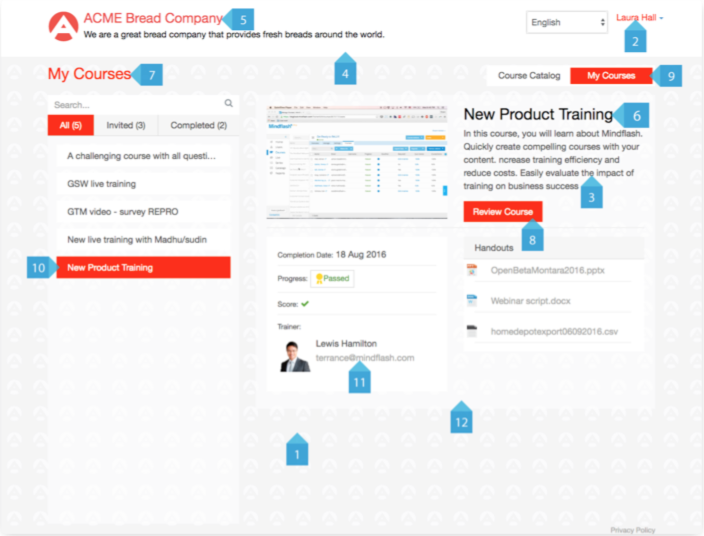 ACME Bread Company
5
We are a great bread company that provides fresh breads around the world.
English
Laura Hall
2
4
My Courses
7
Course Catalog
My Courses
9
Search...
All (5)
Invited (3)
Completed (2)
A challenging course with all questi...
GSW live training
GTM video - survey REPRO
New live training with Madhu/sudin
10
New Product Training
Mindflash
New Product Training
6
In this course, you will learn about Mindflash.
Quickly create compelling courses with your
content. ncrease training efficiency and
reduce costs. Easily evaluate the impact of
training on business success
3
Review Course
8
Completion Date: 18 Aug 2016
Progress: Passed
Score:
Trainer:
Lewis Hamilton
terrance@mindflash.com
11
Handouts
OpenBetaMontara2016.pptx
Webinar script.docx
homedepotexport06092016.csv
12
1
Privacy Policy